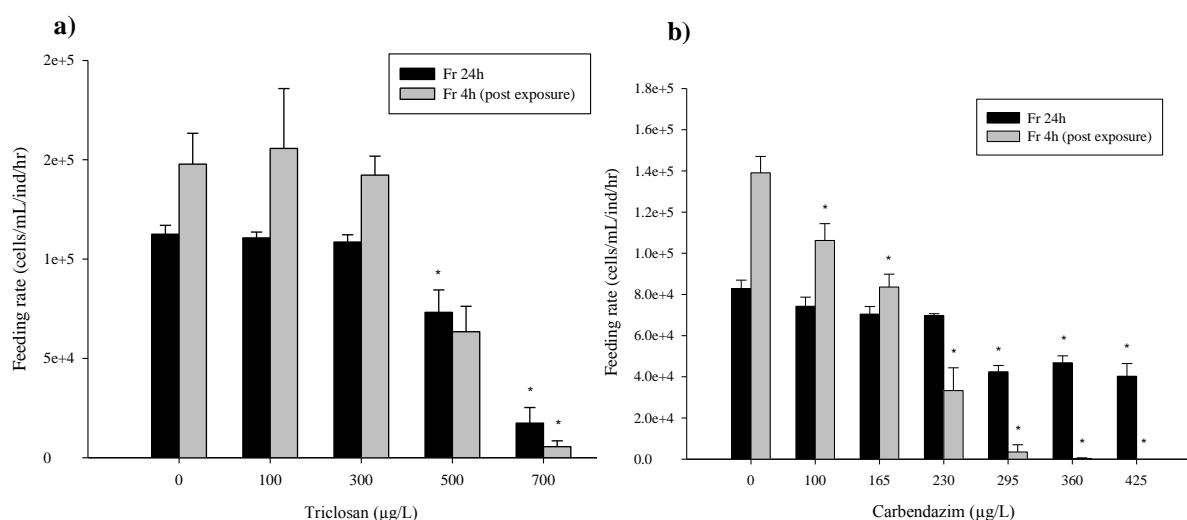 a)
Fr 24h
Fr 4h (post exposure)
Feeding rate (cells/mL/ind/hr)
2e+5
2e+5
1e+5
5e+4
0
*
*
*
0 100 300 500 700
Triclosan (µg/L)
b)
Fr 24h
Fr 4h (post exposure)
Feeding rate (cells/mL/ind/hr)
1.8e+5
1.6e+5
1.4e+5
1.2e+5
1.0e+5
8.0e+4
6.0e+4
4.0e+4
2.0e+4
0.0
*
*
*
*
*
*
*
*
*
0 100 165 230 295 360 425
Carbendazim (µg/L)